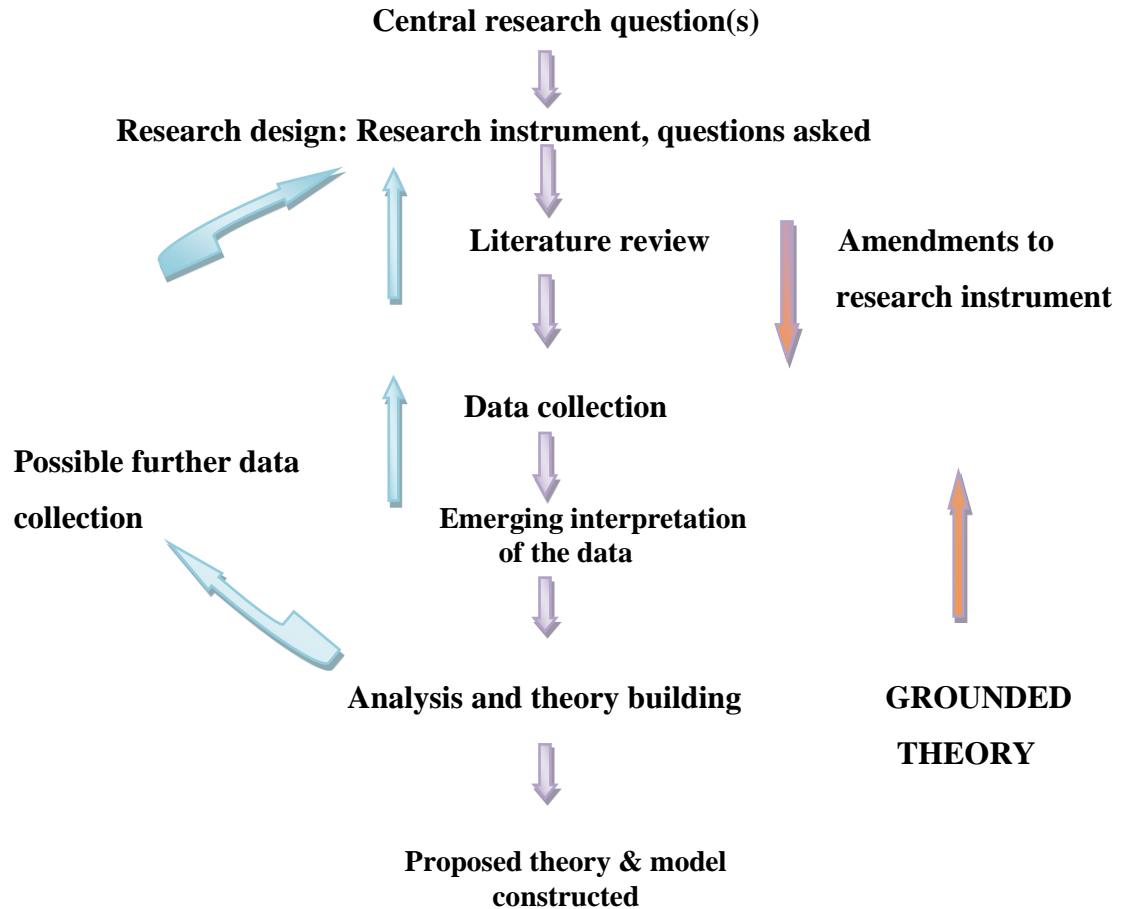 Central research question(s)
Research design: Research instrument, questions asked
Literature review
Amendments to
research instrument
Data collection
Possible further data
collection
Emerging interpretation
of the data
Analysis and theory building
GROUNDED
THEORY
Proposed theory & model
constructed